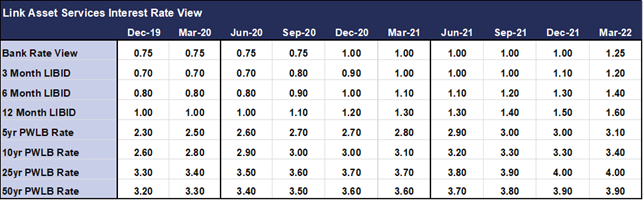 Link Asset Services Interest Rate View
Dec-19 Mar-20 Jun-20 Sep-20 Dec-20 Mar-21 Jun-21 Sep-21 Dec-21 Mar-22
Bank Rate View 0.75 0.75 0.75 0.75 1.00 1.00 1.00 1.00 1.00 1.25
3 Month LIBID 0.70 0.70 0.70 0.80 0.90 1.00 1.00 1.00 1.10 1.20
6 Month LIBID 0.80 0.80 0.80 0.90 1.00 1.10 1.10 1.20 1.30 1.40
12 Month LIBID 1.00 1.00 1.00 1.10 1.20 1.30 1.30 1.40 1.50 1.60
5yr PWLB Rate 2.30 2.50 2.60 2.70 2.70 2.80 2.90 3.00 3.00 3.10
10yr PWLB Rate 2.60 2.80 2.90 3.00 3.00 3.10 3.20 3.30 3.30 3.40
25yr PWLB Rate 3.30 3.40 3.50 3.60 3.70 3.70 3.80 3.90 4.00 4.00
50yr PWLB Rate 3.20 3.30 3.40 3.50 3.60 3.60 3.70 3.80 3.90 3.90